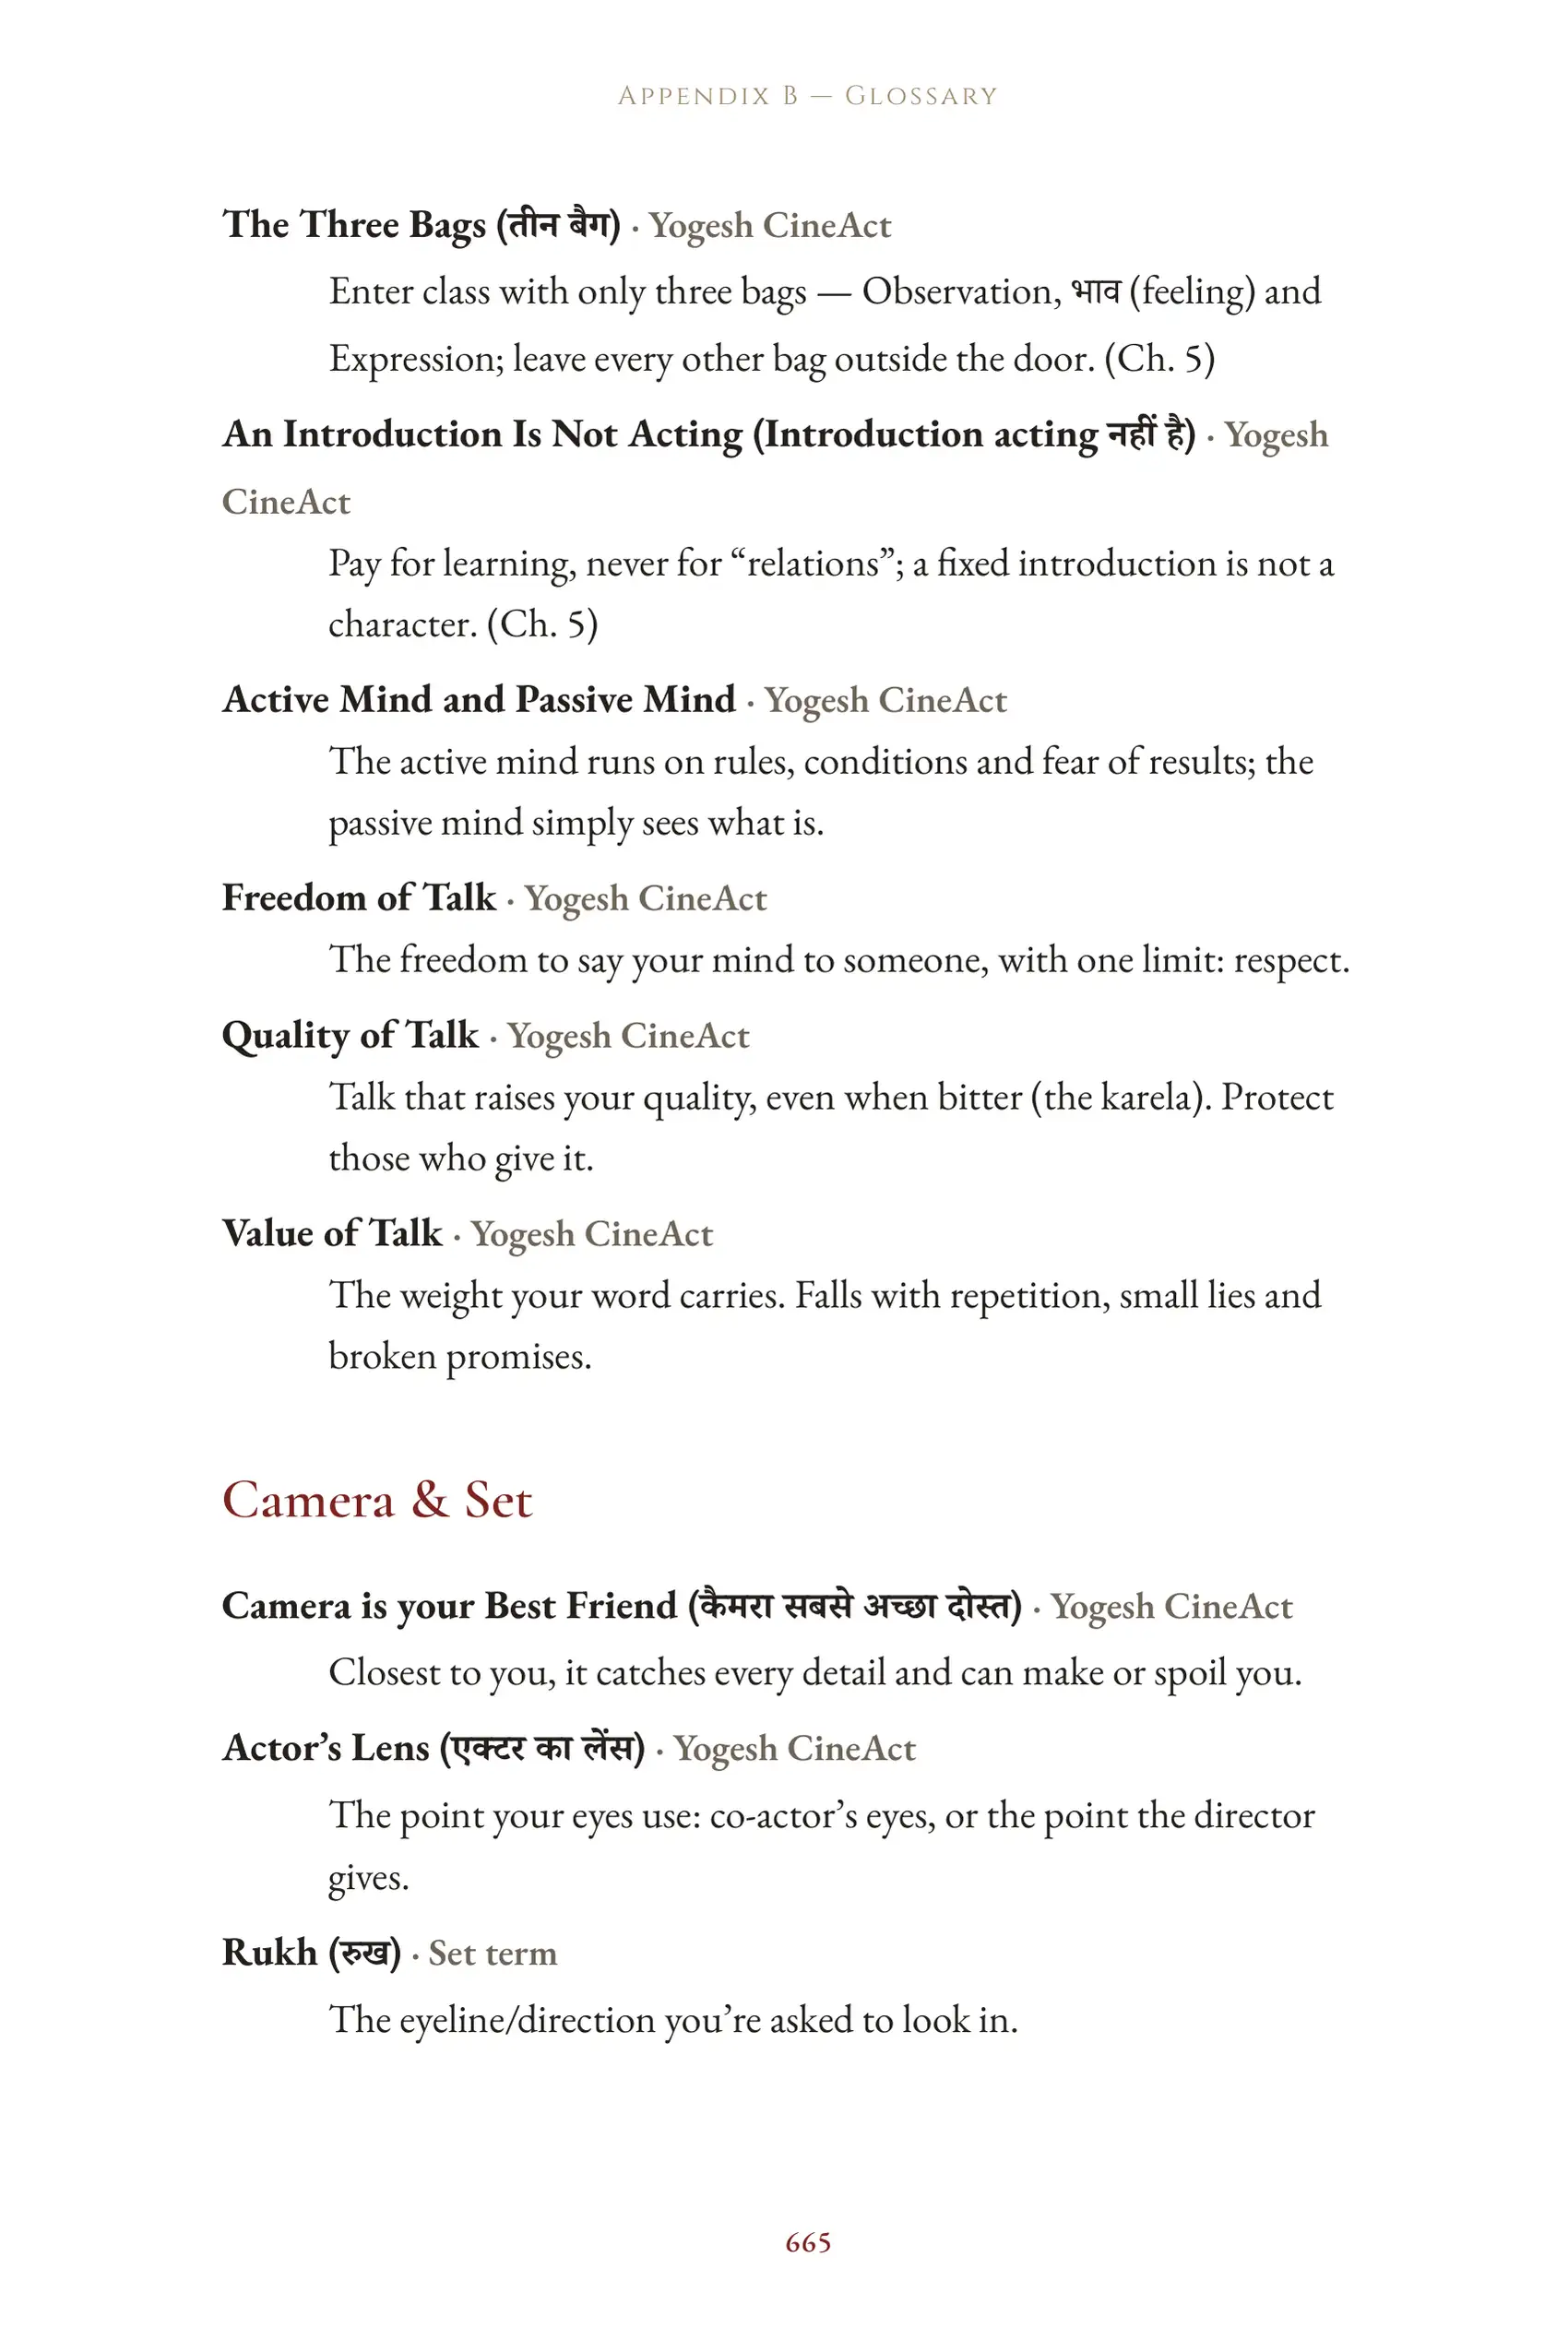 APPENDIX B — GLOSSARY
The Three Bags (तीन बैग) · Yogesh CineAct
Enter class with only three bags — Observation, भाव (feeling) and
Expression; leave every other bag outside the door. (Ch. 5)
An Introduction Is Not Acting (Introduction acting नहीं है) · Yogesh
CineAct
Pay for learning, never for “relations”; a fixed introduction is not a
character. (Ch. 5)
Active Mind and Passive Mind · Yogesh CineAct
The active mind runs on rules, conditions and fear of results; the
passive mind simply sees what is.
Freedom of Talk · Yogesh CineAct
The freedom to say your mind to someone, with one limit: respect.
Quality of Talk · Yogesh CineAct
Talk that raises your quality, even when bitter (the karela). Protect
those who give it.
Value of Talk · Yogesh CineAct
The weight your word carries. Falls with repetition, small lies and
broken promises.
Camera & Set
Camera is your Best Friend (कैमरा सबसे अच्छा दोस्त) · Yogesh CineAct
Closest to you, it catches every detail and can make or spoil you.
Actor’s Lens (एक्टर का लेंस) · Yogesh CineAct
The point your eyes use: co-actor’s eyes, or the point the director
gives.
Rukh (रुख) · Set term
The eyeline/direction you’re asked to look in.
665